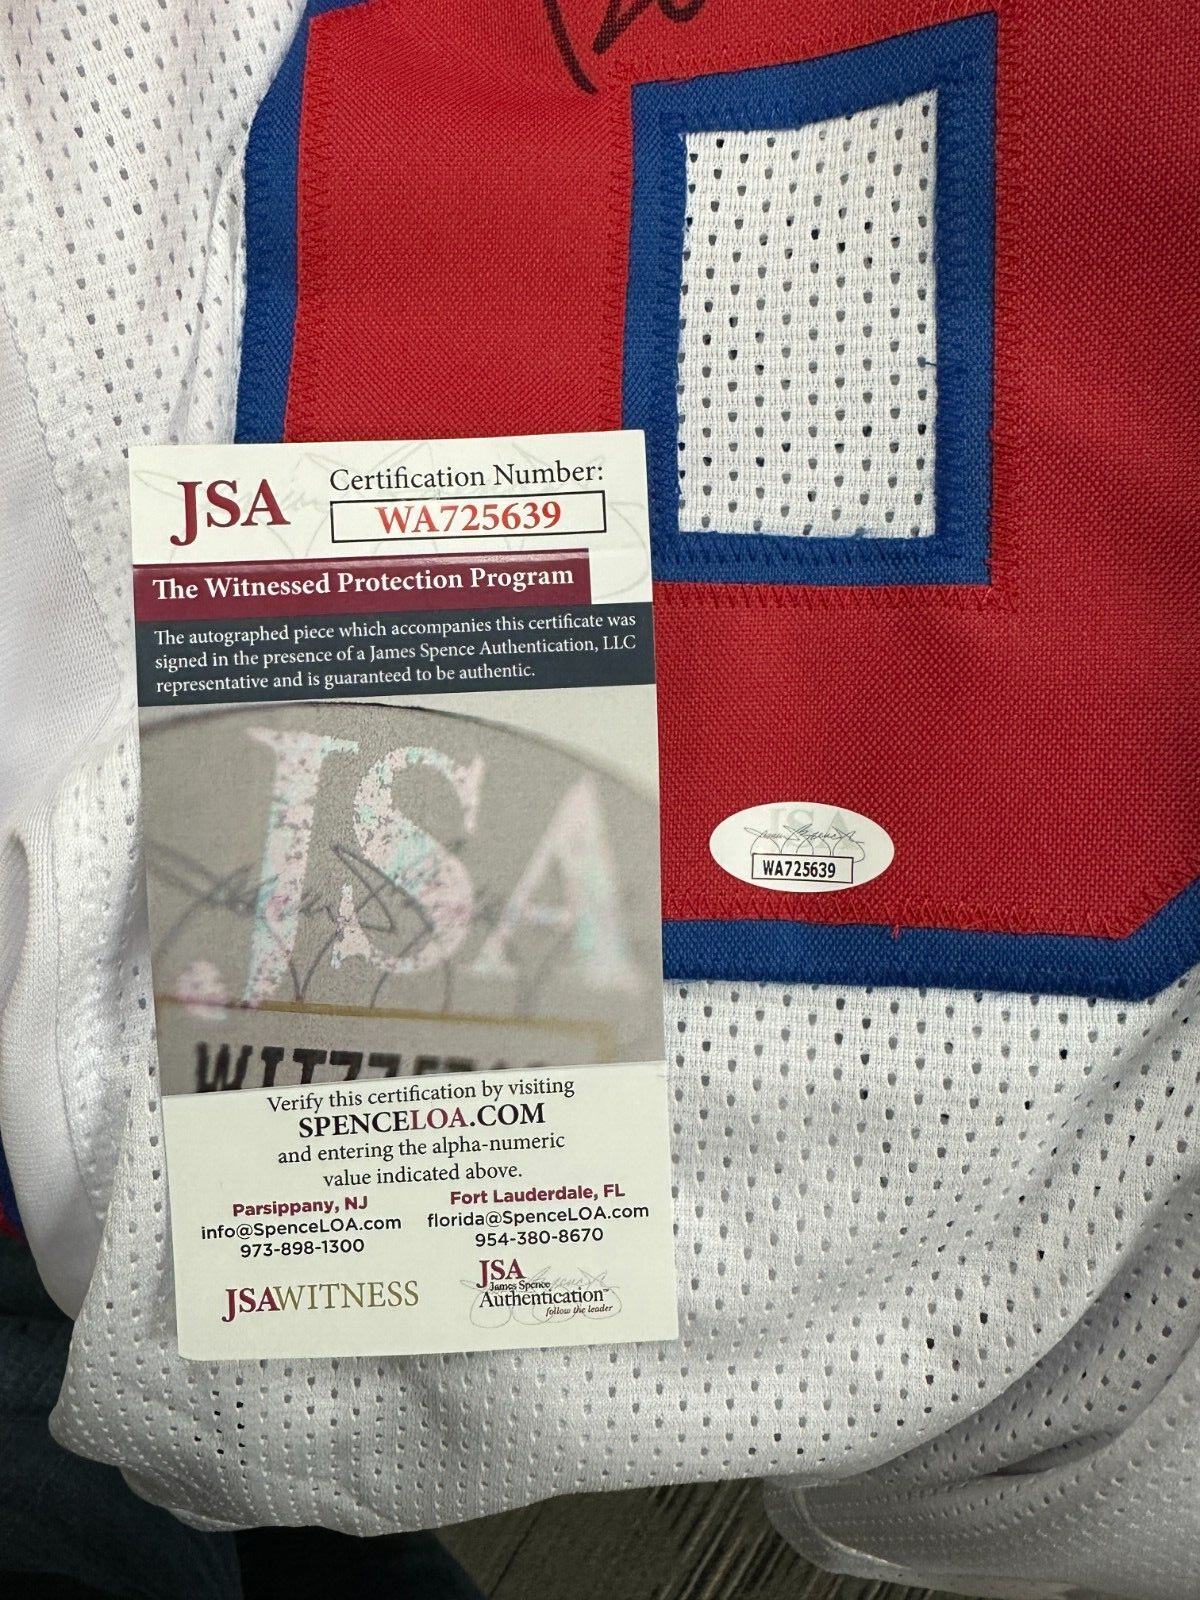 JSA
Certification Number:
WA725639
The Witnessed Protection Program
The autographed piece which accompanies this certificate was
signed in the presence of a James Spence Authentication, LLC
representative and is guaranteed to be authentic.
JSA
Verify this certification by visiting
SPENCELOA.COM
and entering the alpha-numeric
value indicated above.
Parsippany, NJ
info@SpenceLOA.com
973-898-1300
Fort Lauderdale, FL
florida@SpenceLOA.com
954-380-8670
JSAWITNESS
JSA
James Spence
Authentication™
follow the leader
JSA
WA725639